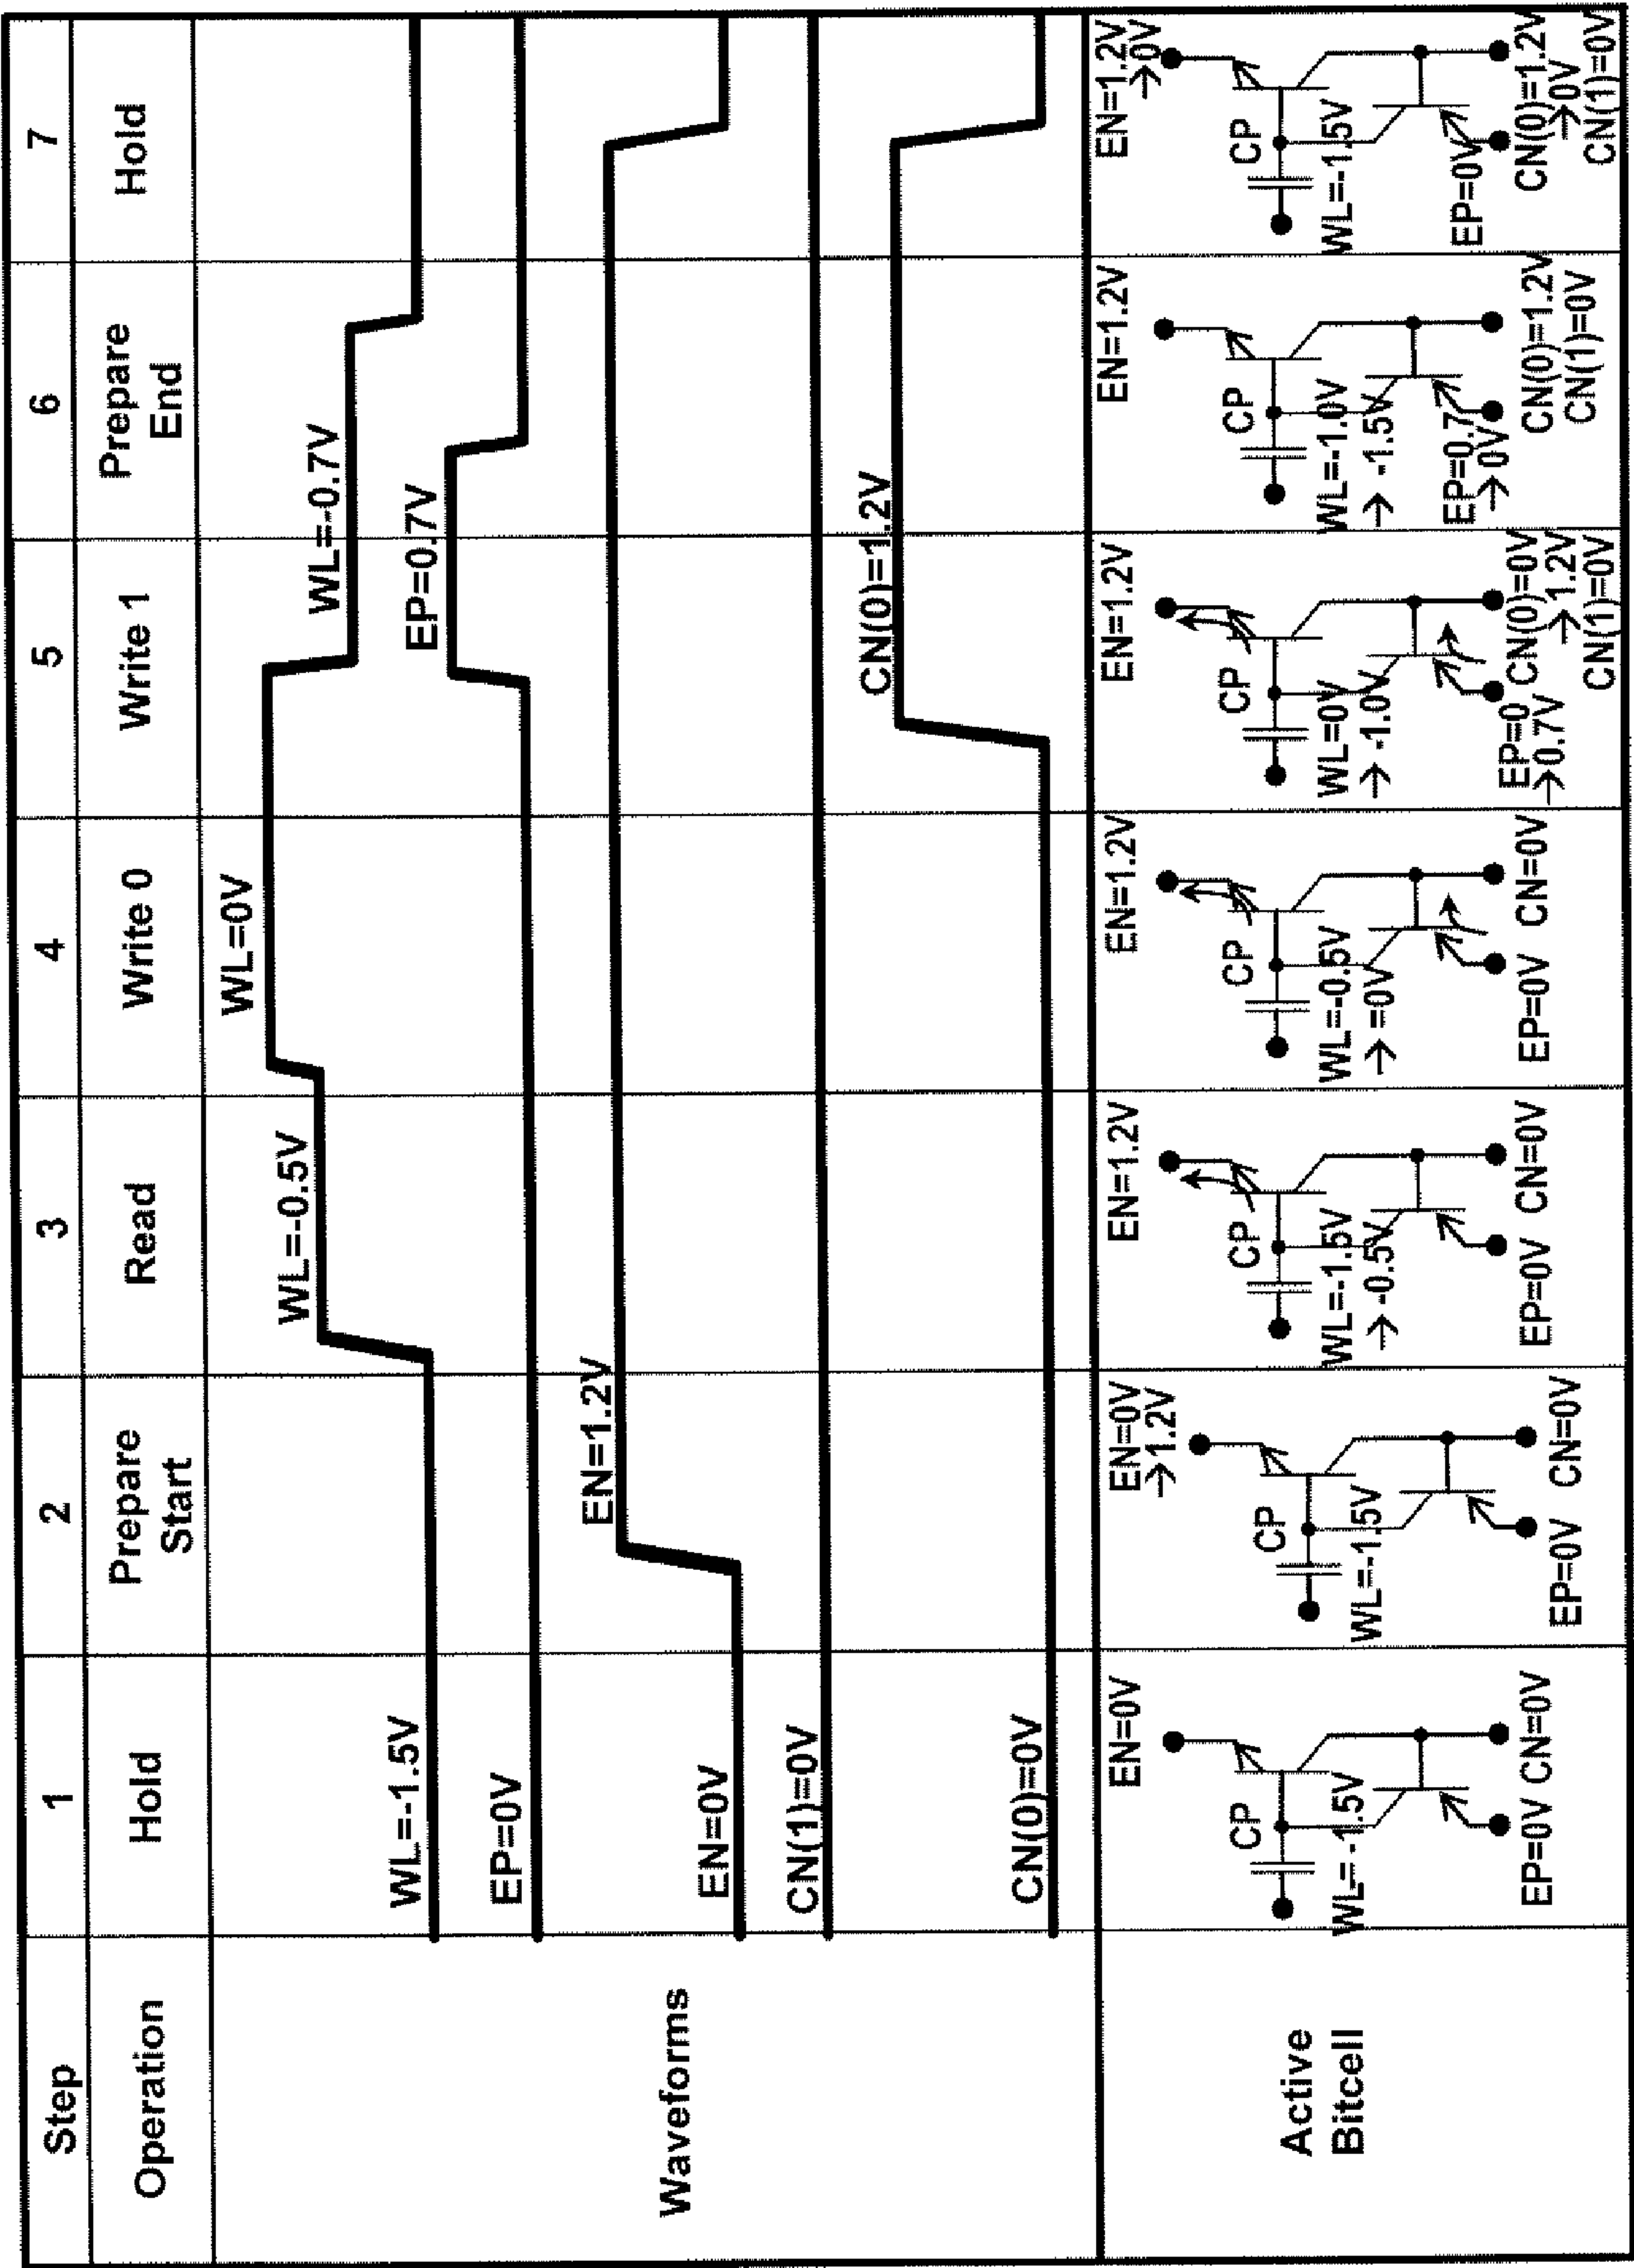 Step
1
2
3
4
5
6
7
Operation
Hold
Prepare
Start
Read
Write 0
Write 1
Prepare
End
Hold
Waveforms
WL=-1.5V
WL=-0.5V
WL=0V
WL=-0.7V
EP=0V
EP=0.7V
EN=0V
EN=1.2V
CN(1)=0V
CN(0)=0V
CN(0)=1.2V
Active
Bitcell
EN=0V
CP
WL=-1.5V
EP=0V CN=0V
EN=0V
→1.2V
CP
WL=-1.5V
EP=0V CN=0V
EN=1.2V
CP
WL=-1.5V
→ -0.5V
EP=0V CN=0V
EN=1.2V
CP
WL=-0.5V
→ =0V
EP=0V CN=0V
EN=1.2V
CP
WL=0V
→ -1.0V
EP=0
→0.7V
CN(0)=0V
→1.2V
CN(1)=0V
EN=1.2V
CP
WL=-1.0V
→ -1.5V
EP=0.7
→0V
CN(0)=1.2V
CN(1)=0V
EN=1.2V
→0V
CP
WL=-1.5V
EP=0V
CN(0)=1.2V
→0V
CN(1)=0V